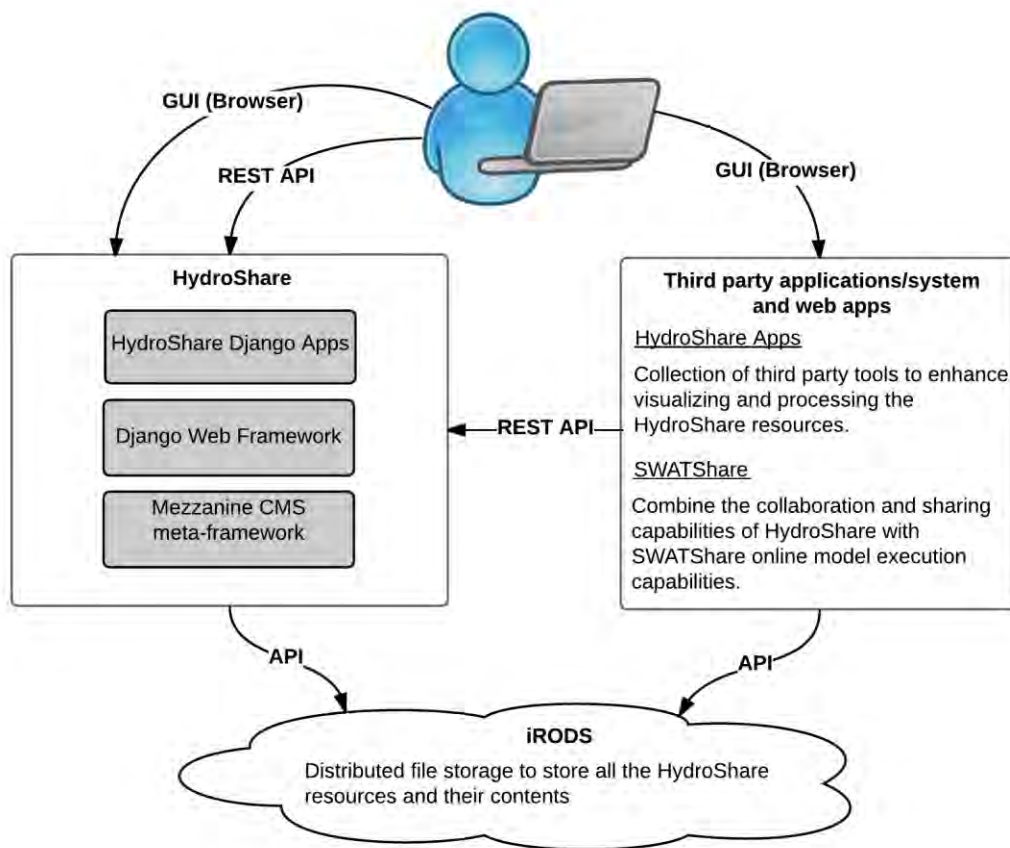 GUI (Browser)
REST API
GUI (Browser)
HydroShare
HydroShare Django Apps
Django Web Framework
Mezzanine CMS
meta-framework
REST API
Third party applications/system
and web apps
HydroShare Apps
Collection of third party tools to enhance
visualizing and processing the
HydroShare resources.
SWATShare
Combine the collaboration and sharing
capabilities of HydroShare with
SWATShare online model execution
capabilities.
API
API
iRODS
Distributed file storage to store all the HydroShare
resources and their contents